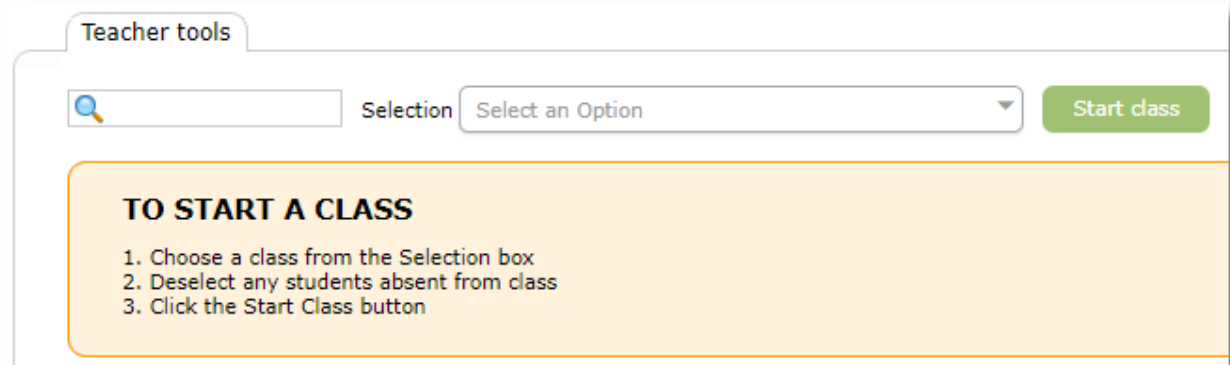 Teacher tools
Selection Select an Option Start class
TO START A CLASS
1. Choose a class from the Selection box
2. Deselect any students absent from class
3. Click the Start Class button